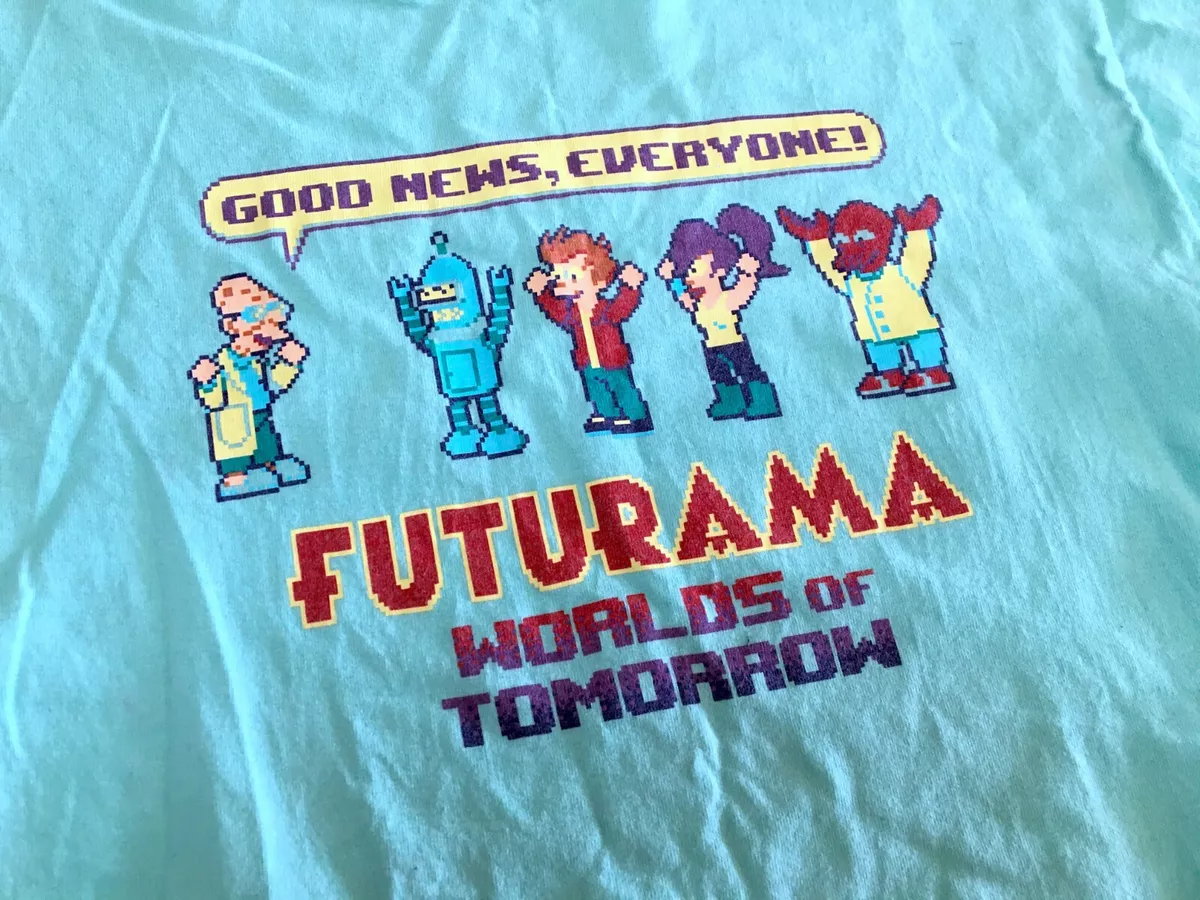 GOOD NEWS, EVERYONE!
FUTURAMA
WORLDS OF
TOMORROW